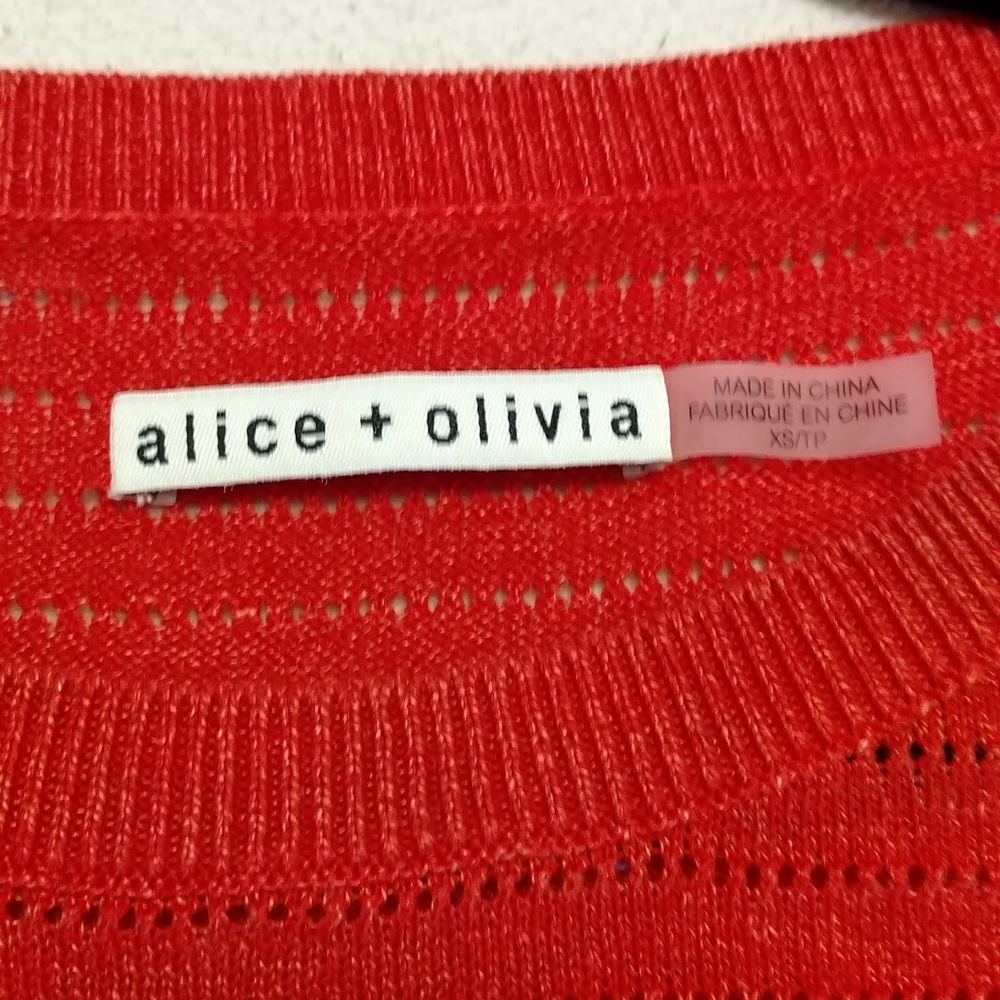 alice + olivia
MADE IN CHINA
FABRIQUÉ EN CHINE
XS/TP